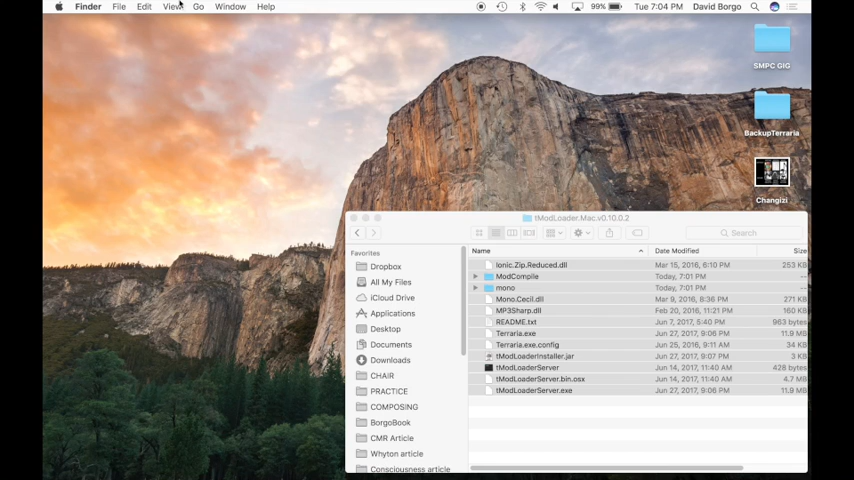 Finder File Edit View Go Window Help 99% Tue 7:04 PM David Borgo
SMPC GIG
BackupTerraria
Changizi
tModLoader.Mac.v0.10.0.2
Search
Favorites
Dropbox
All My Files
iCloud Drive
Applications
Desktop
Documents
Downloads
CHAIR
PRACTICE
COMPOSING
BorgoBook
CMR Article
Whyton article
Consciousness article
Name Date Modified Size
Ionic.Zip.Reduced.dll Mar 15, 2016, 6:10 PM 253 KB
ModCompile Today, 7:01 PM --
mono Today, 7:01 PM --
Mono.Cecil.dll Mar 9, 2016, 8:36 PM 271 KB
MP3Sharp.dll Feb 20, 2016, 11:21 PM 160 KB
README.txt Jun 7, 2017, 5:40 PM 963 bytes
Terraria.exe Jun 27, 2017, 9:06 PM 11.9 MB
Terraria.exe.config Jun 25, 2016, 9:11 AM 34 KB
tModLoaderInstaller.jar Jun 27, 2017, 9:07 PM 3 KB
tModLoaderServer Jun 14, 2017, 11:40 AM 428 bytes
tModLoaderServer.bin.osx Jun 14, 2017, 11:40 AM 4.7 MB
tModLoaderServer.exe Jun 27, 2017, 9:06 PM 11.9 MB